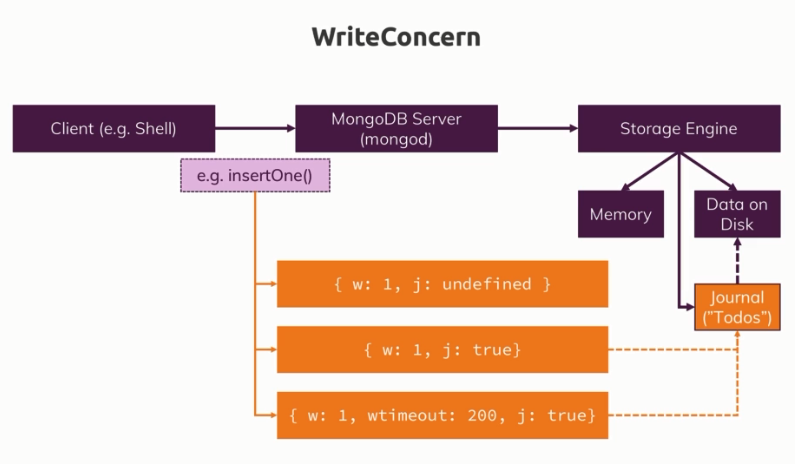 WriteConcern
Client (e.g. Shell)
MongoDB Server
(mongod)
Storage Engine
e.g. insertOne()
Memory
Data on
Disk
{ w: 1, j: undefined }
Journal
("Todos")
{ w: 1, j: true}
{ w: 1, wtimeout: 200, j: true}